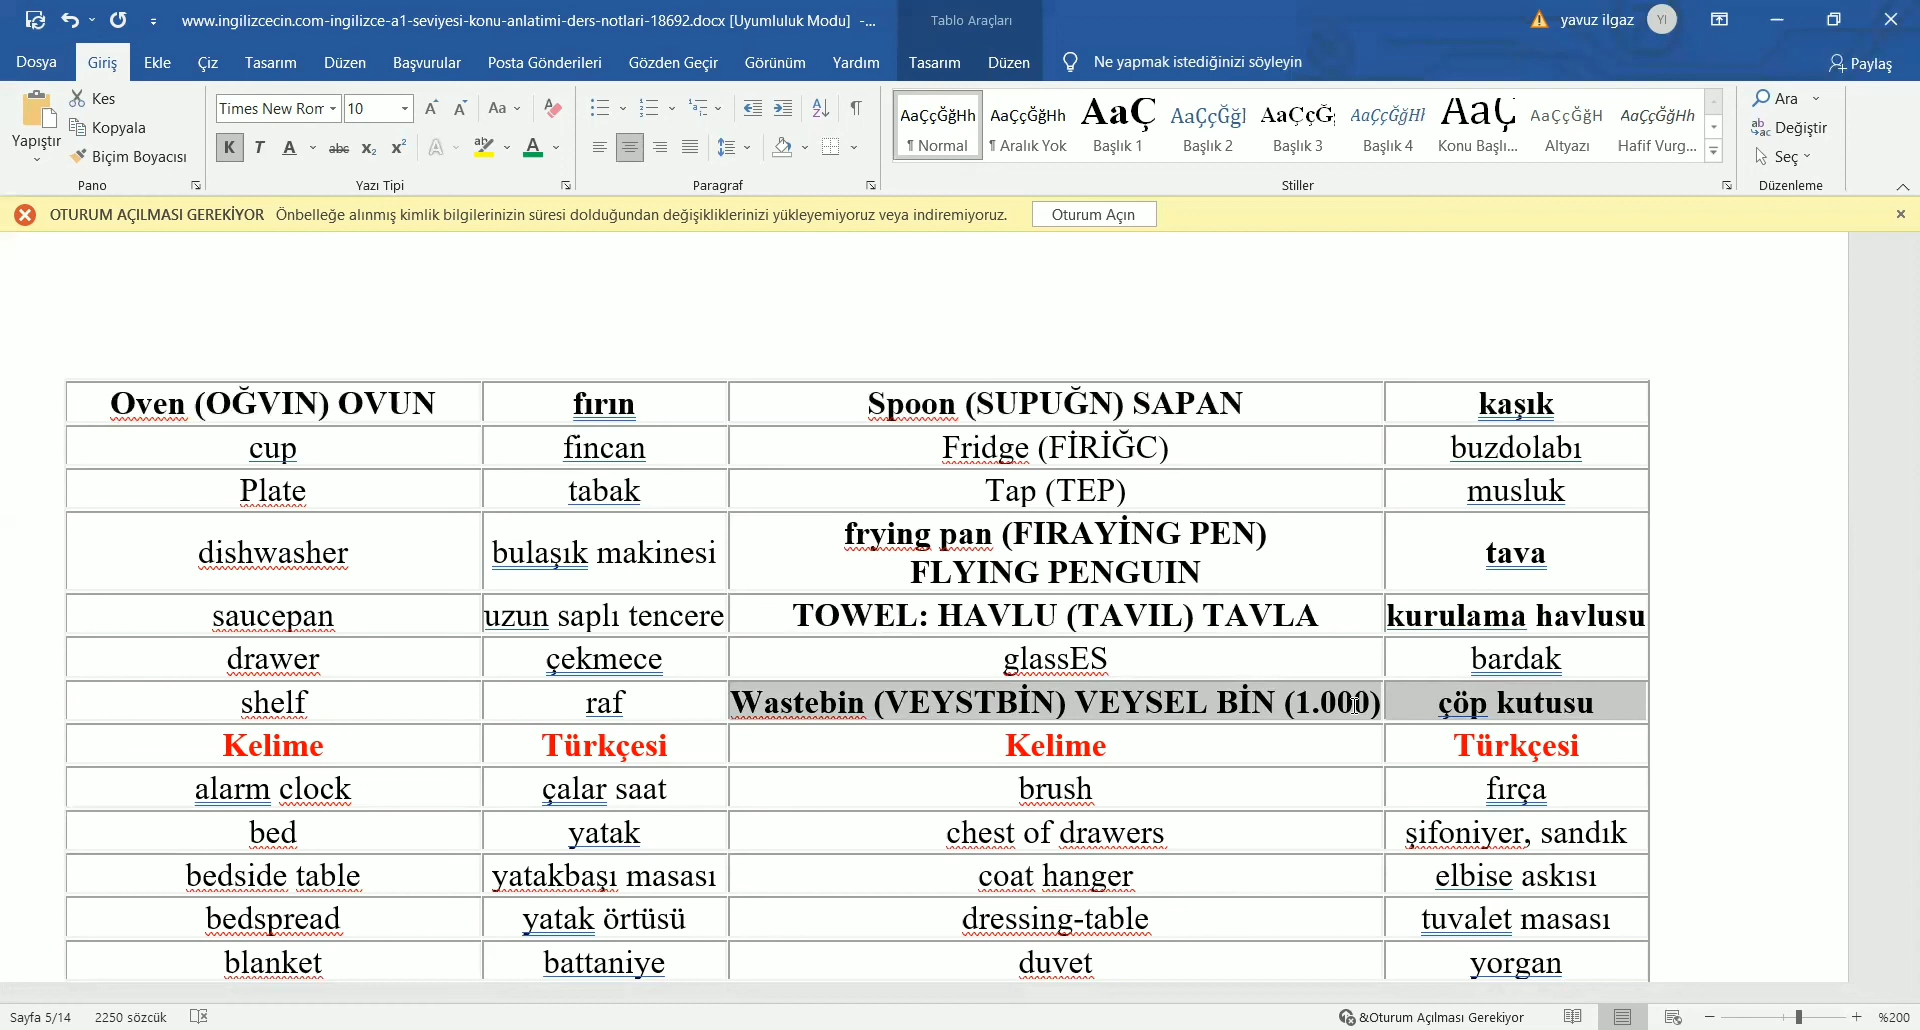 www.ingilizcecin.com-ingilizce-a1-seviyesi-konu-anlatimi-ders-notlari-18692.docx [Uyumluluk Modu] -...
Tablo Araçları
yavuz ilgaz
YI
Dosya Giriş Ekle Çiz Tasarım Düzen Başvurular Posta Gönderileri Gözden Geçir Görünüm Yardım Tasarım Düzen Ne yapmak istediğinizi söyleyin Paylaş
Yapıştır
Kes
Kopyala
Biçim Boyacısı
Pano
Times New Ron 10
Yazı Tipi
Paragraf
AaÇçĞğHh AaÇçĞğHh AaÇ AaÇçĞğI AaÇçĞ AaÇçĞğHl AaÇ AaÇçĞğH AaÇçĞğHh
¶ Normal ¶ Aralık Yok Başlık 1 Başlık 2 Başlık 3 Başlık 4 Konu Başlı... Altyazı Hafif Vurg...
Stiller
Ara
Değiştir
Seç
Düzenleme
OTURUM AÇILMASI GEREKİYOR Önbelleğe alınmış kimlik bilgilerinizin süresi dolduğundan değişikliklerinizi yükleyemiyoruz veya indiremiyoruz. Oturum Açın
Oven (OĞVIN) OVUN fırın Spoon (SUPUĞN) SAPAN kaşık
cup fincan Fridge (FİRİĞC) buzdolabı
Plate tabak Tap (TEP) musluk
dishwasher bulaşık makinesi frying pan (FIRAYİNG PEN)
FLYING PENGUIN tava
saucepan uzun saplı tencere TOWEL: HAVLU (TAVIL) TAVLA kurulama havlusu
drawer çekmece glassES bardak
shelf raf Wastebin (VEYSTBİN) VEYSEL BİN (1.000) çöp kutusu
Kelime Türkçesi Kelime Türkçesi
alarm clock çalar saat brush fırça
bed yatak chest of drawers şifoniyer, sandık
bedside table yatakbaşı masası coat hanger elbise askısı
bedspread yatak örtüsü dressing-table tuvalet masası
blanket battaniye duvet yorgan
Sayfa 5/14 2250 sözcük &Oturum Açılması Gerekiyor %200